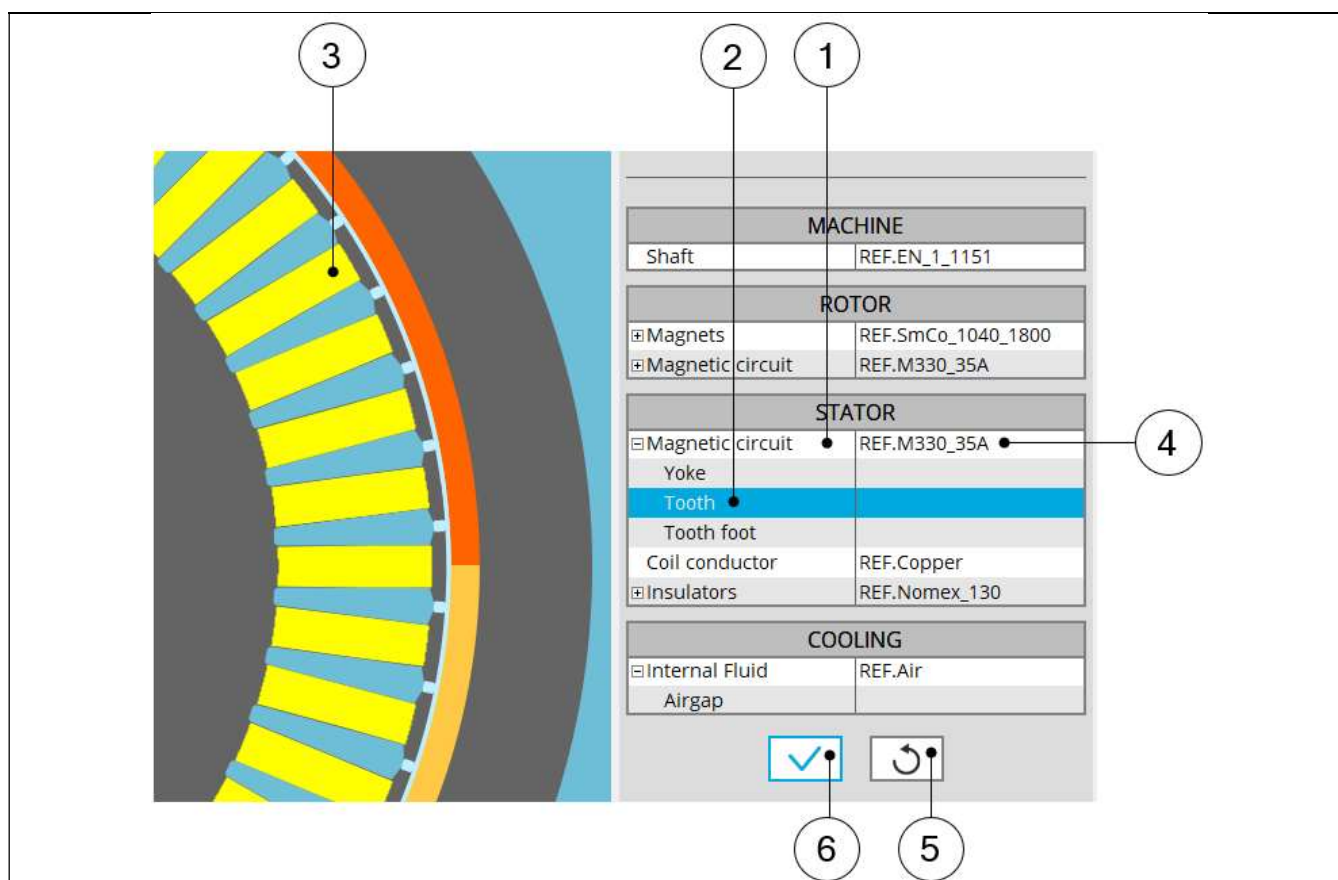 3
2
1
MACHINE
Shaft REF.EN_1_1151
ROTOR
Magnets REF.SmCo_1040_1800
Magnetic circuit REF.M330_35A
STATOR
Magnetic circuit REF.M330_35A
4
Yoke
Tooth
Tooth foot
Coil conductor REF.Copper
Insulators REF.Nomex_130
COOLING
Internal Fluid REF.Air
Airgap
6
5